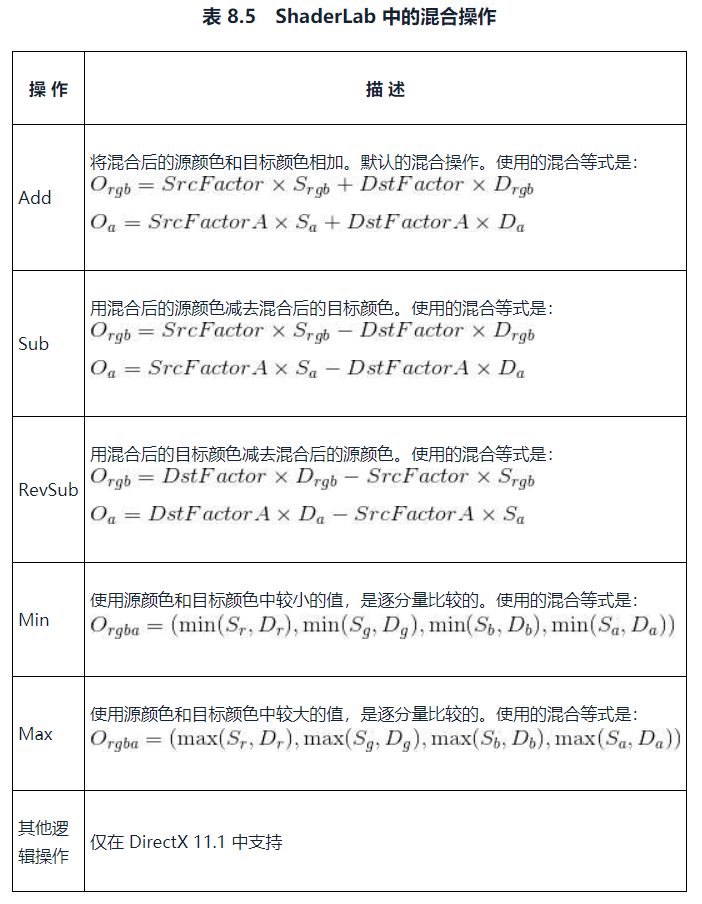 表 8.5 ShaderLab 中的混合操作
操 作 描 述
将混合后的源颜色和目标颜色相加。默认的混合操作。使用的混合等式是：
Add
O_{rgb} = SrcFactor × S_{rgb} + DstFactor × D_{rgb}
O_a = SrcFactorA × S_a + DstFactorA × D_a
用混合后的源颜色减去混合后的目标颜色。使用的混合等式是：
Sub
O_{rgb} = SrcFactor × S_{rgb} − DstFactor × D_{rgb}
O_a = SrcFactorA × S_a − DstFactorA × D_a
用混合后的目标颜色减去混合后的源颜色。使用的混合等式是：
RevSub
O_{rgb} = DstFactor × D_{rgb} − SrcFactor × S_{rgb}
O_a = DstFactorA × D_a − SrcFactorA × S_a
使用源颜色和目标颜色中较小的值，是逐分量比较的。使用的混合等式是：
Min
O_{rgba} = (min(S_r, D_r), min(S_g, D_g), min(S_b, D_b), min(S_a, D_a))
使用源颜色和目标颜色中较大的值，是逐分量比较的。使用的混合等式是：
Max
O_{rgba} = (max(S_r, D_r), max(S_g, D_g), max(S_b, D_b), max(S_a, D_a))
其他逻
辑操作
仅在 DirectX 11.1 中支持